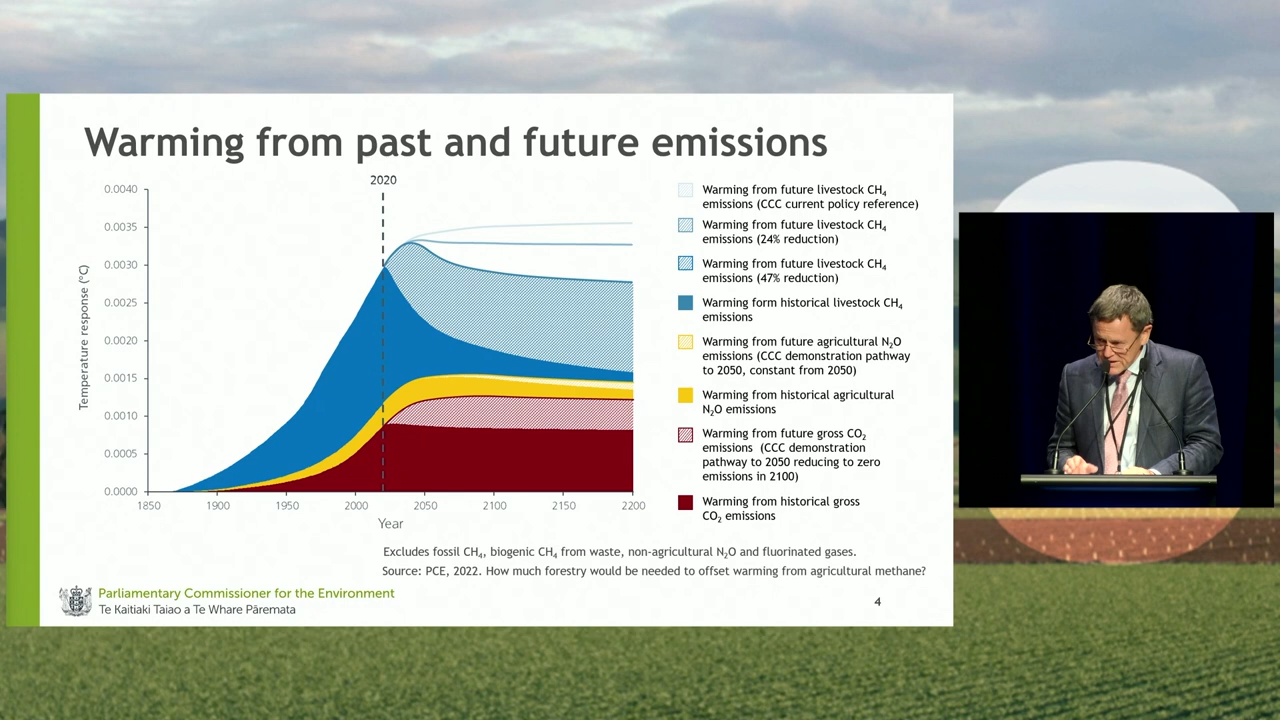 Warming from past and future emissions
2020
0.0040
0.0035
0.0030
0.0025
0.0020
0.0015
0.0010
0.0005
0.0000
Temperature response (°C)
1850
1900
1950
2000
2050
2100
2150
2200
Year
Warming from future livestock CH₄
emissions (CCC current policy reference)
Warming from future livestock CH₄
emissions (24% reduction)
Warming from future livestock CH₄
emissions (47% reduction)
Warming form historical livestock CH₄
emissions
Warming from future agricultural N₂O
emissions (CCC demonstration pathway
to 2050, constant from 2050)
Warming from historical agricultural
N₂O emissions
Warming from future gross CO₂
emissions (CCC demonstration
pathway to 2050 reducing to zero
emissions in 2100)
Warming from historical gross
CO₂ emissions
Excludes fossil CH₄, biogenic CH₄ from waste, non-agricultural N₂O and fluorinated gases.
Source: PCE, 2022. How much forestry would be needed to offset warming from agricultural methane?
Parliamentary Commissioner for the Environment
Te Kaitiaki Taiao a Te Whare Pāremata
4